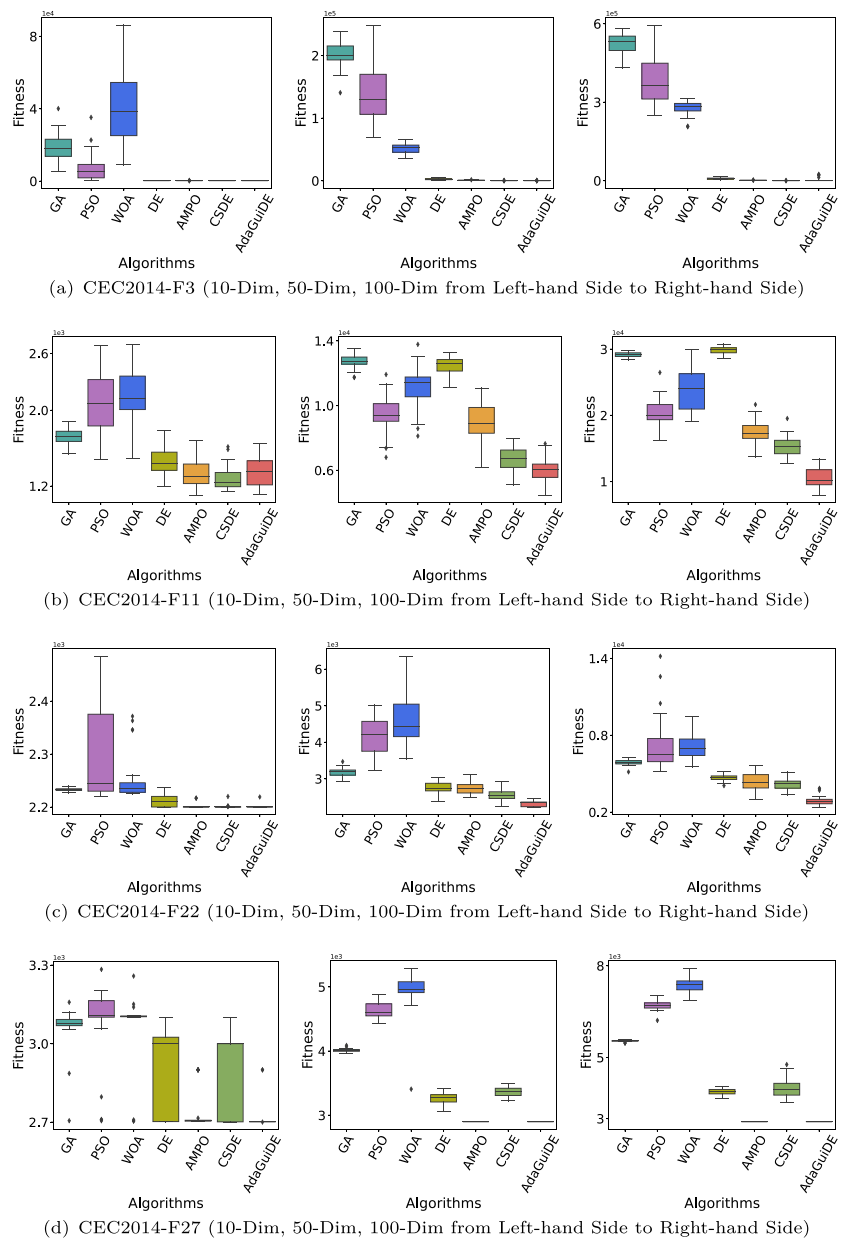 1e4
8
4
0
Fitness
GA
PSO
WOA
DE
AMPO
CSDE
AdaGuiDE
Algorithms
1e5
2
1
0
Fitness
GA
PSO
WOA
DE
AMPO
CSDE
AdaGuiDE
Algorithms
1e5
6
3
0
Fitness
GA
PSO
WOA
DE
AMPO
CSDE
AdaGuiDE
Algorithms
(a) CEC2014-F3 (10-Dim, 50-Dim, 100-Dim from Left-hand Side to Right-hand Side)
1e3
2.6
2.0
1.2
Fitness
GA
PSO
WOA
DE
AMPO
CSDE
AdaGuiDE
Algorithms
1e4
1.4
1.0
0.6
Fitness
GA
PSO
WOA
DE
AMPO
CSDE
AdaGuiDE
Algorithms
1e4
3
2
1
Fitness
GA
PSO
WOA
DE
AMPO
CSDE
AdaGuiDE
Algorithms
(b) CEC2014-F11 (10-Dim, 50-Dim, 100-Dim from Left-hand Side to Right-hand Side)
1e3
2.4
2.3
2.2
Fitness
GA
PSO
WOA
DE
AMPO
CSDE
AdaGuiDE
Algorithms
1e3
6
5
4
3
Fitness
GA
PSO
WOA
DE
AMPO
CSDE
AdaGuiDE
Algorithms
1e4
1.4
0.8
0.2
Fitness
GA
PSO
WOA
DE
AMPO
CSDE
AdaGuiDE
Algorithms
(c) CEC2014-F22 (10-Dim, 50-Dim, 100-Dim from Left-hand Side to Right-hand Side)
1e3
3.3
3.0
2.7
Fitness
GA
PSO
WOA
DE
AMPO
CSDE
AdaGuiDE
Algorithms
1e3
5
4
3
Fitness
GA
PSO
WOA
DE
AMPO
CSDE
AdaGuiDE
Algorithms
1e3
8
5
3
Fitness
GA
PSO
WOA
DE
AMPO
CSDE
AdaGuiDE
Algorithms
(d) CEC2014-F27 (10-Dim, 50-Dim, 100-Dim from Left-hand Side to Right-hand Side)